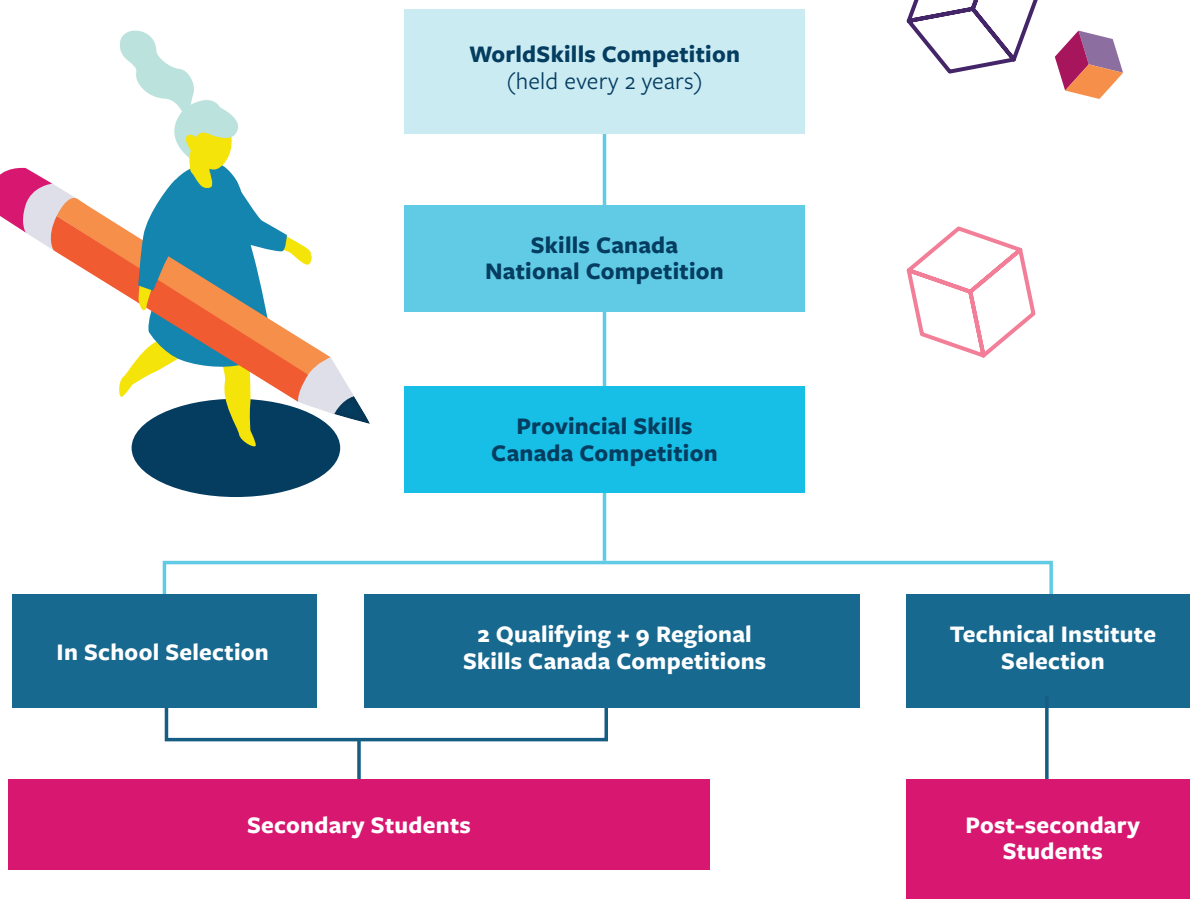 WorldSkills Competition
(held every 2 years)
Skills Canada
National Competition
Provincial Skills
Canada Competition
In School Selection
2 Qualifying + 9 Regional
Skills Canada Competitions
Technical Institute
Selection
Secondary Students
Post-secondary
Students